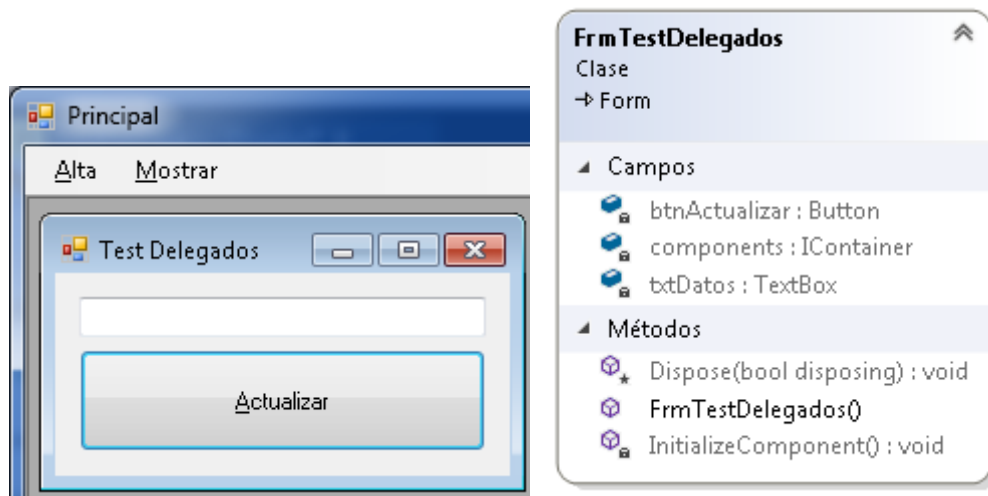 Principal
Alta Mostrar
Test Delegados
Actualizar
FrmTestDelegados
Clase
Form
Campos
btnActualizar : Button
components : IContainer
txtDatos : TextBox
Métodos
Dispose(bool disposing) : void
FrmTestDelegados()
InitializeComponent() : void